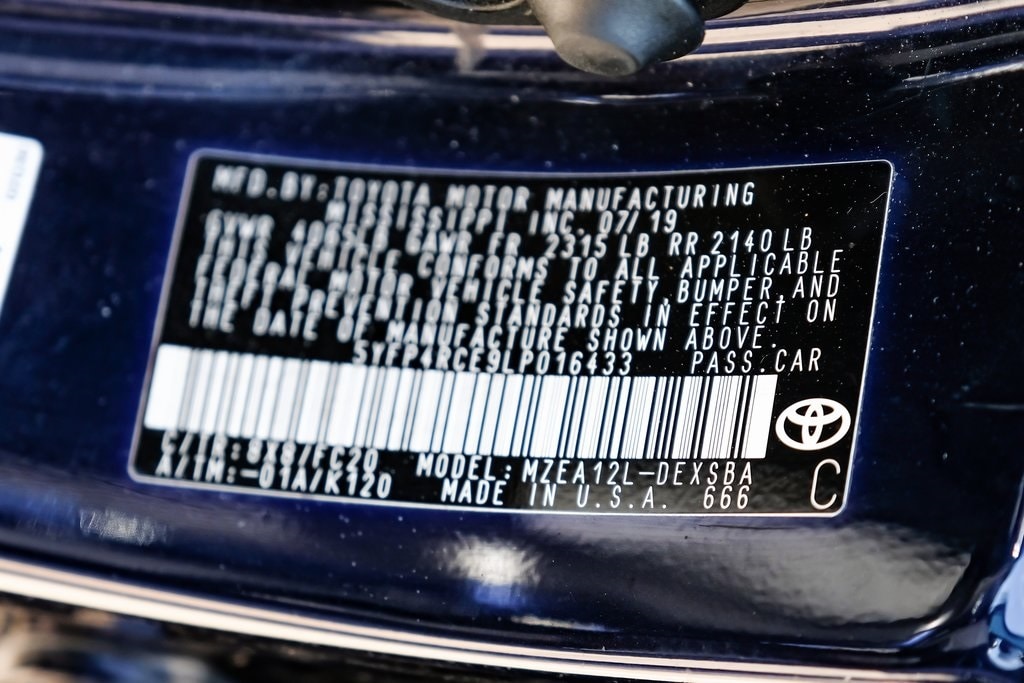 MFD.BY:TOYOTA MOTOR MANUFACTURING
MISSISSIPPI INC. 07/19
GVWR 4065LB GAWR FR 2315LB RR 2140LB
THIS VEHICLE CONFORMS TO ALL APPLICABLE
FEDERAL MOTOR VEHICLE SAFETY,BUMPER,AND
THEFT PREVENTION STANDARDS IN EFFECT ON
THE DATE OF MANUFACTURE SHOWN ABOVE.
5YFP4RCE9LP016433 PASS.CAR
C/TR:8X8/FC20 MODEL:MZEA12L-DEXSBA
A/TM:-01A/K120 MADE IN U.S.A. 666
C